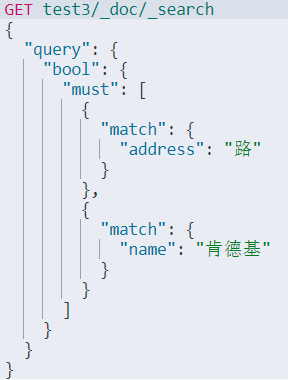 GET test3/_doc/_search
{
  "query": {
    "bool": {
      "must": [
        {
          "match": {
            "address": "路"
          }
        },
        {
          "match": {
            "name": "肯德基"
          }
        }
      ]
    }
  }
}